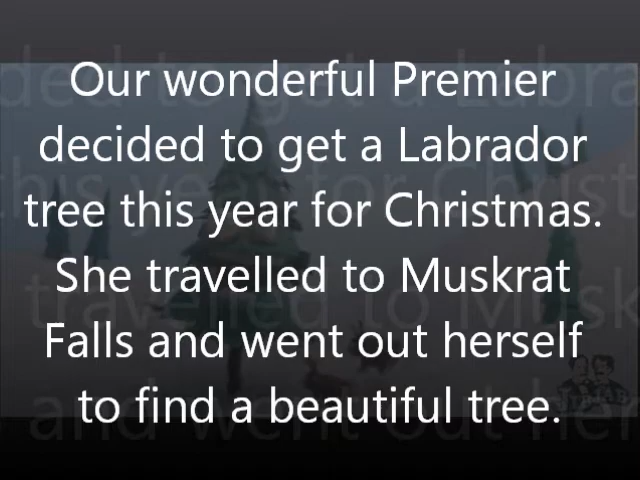 Our wonderful Premier
decided to get a Labrador
tree this year for Christmas.
She travelled to Muskrat
Falls and went out herself
to find a beautiful tree.
JibJab